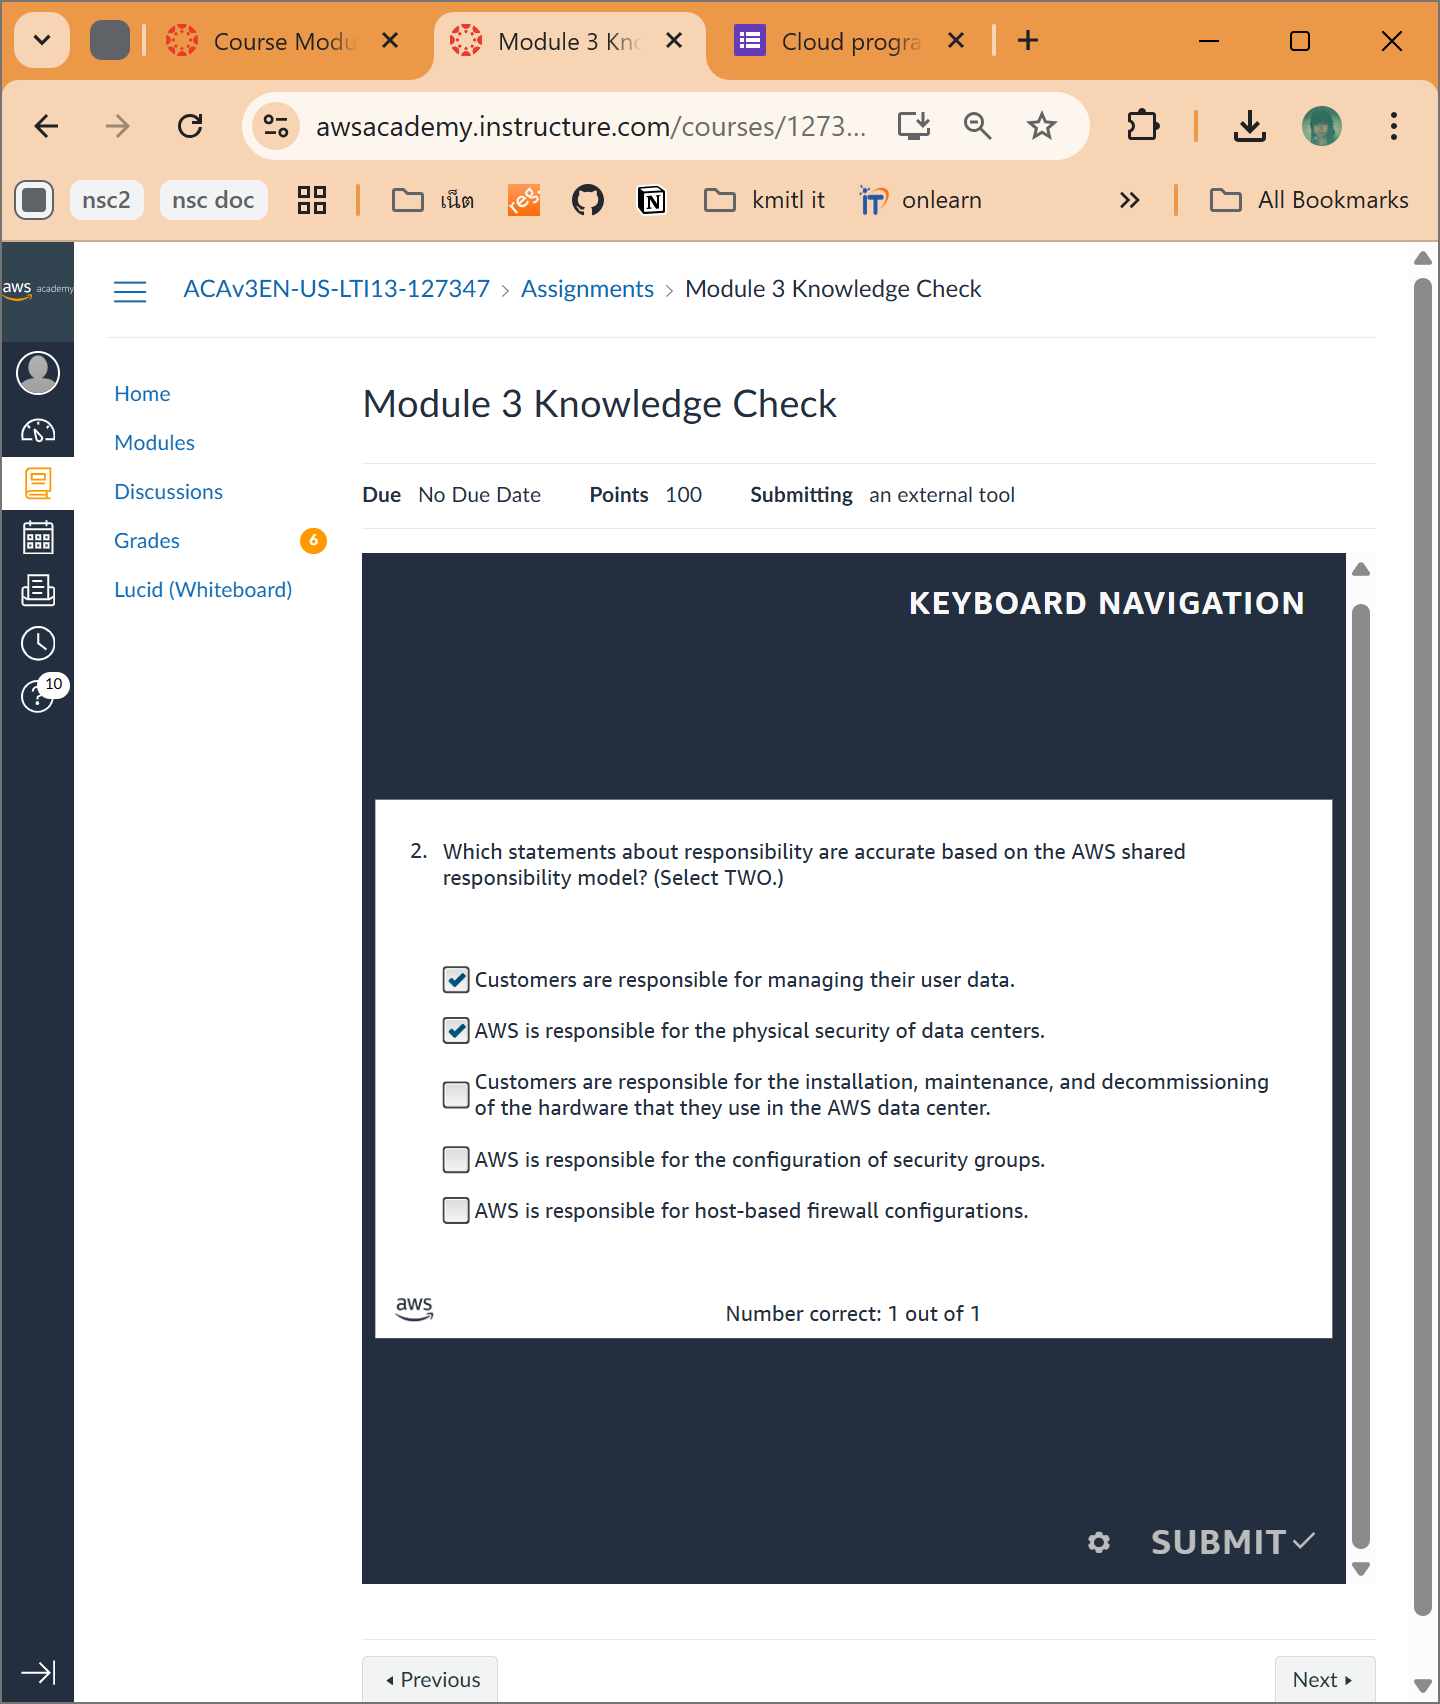 Course Modu
Module 3 Kno
Cloud progra
awsacademy.instructure.com/courses/1273...
nsc2
nsc doc
เน็ต
reg.
kmitl it
iT
onlearn
All Bookmarks
aws academy
ACAv3EN-US-LTI13-127347 > Assignments > Module 3 Knowledge Check
Home
Modules
Discussions
Grades 6
Lucid (Whiteboard)
10
Module 3 Knowledge Check
Due No Due Date Points 100 Submitting an external tool
KEYBOARD NAVIGATION
2. Which statements about responsibility are accurate based on the AWS shared
responsibility model? (Select TWO.)
Customers are responsible for managing their user data.
AWS is responsible for the physical security of data centers.
Customers are responsible for the installation, maintenance, and decommissioning
of the hardware that they use in the AWS data center.
AWS is responsible for the configuration of security groups.
AWS is responsible for host-based firewall configurations.
aws
Number correct: 1 out of 1
SUBMIT
Previous
Next